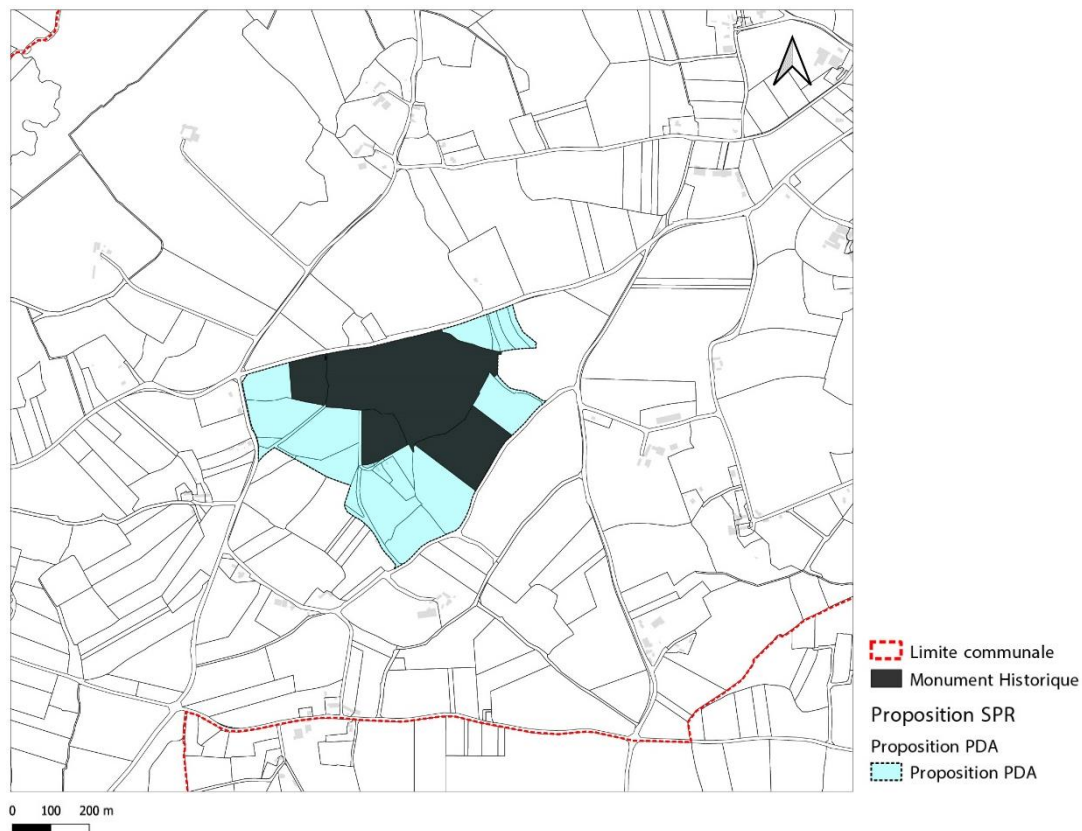 Limite communale
Monument Historique
Proposition SPR
Proposition PDA
Proposition PDA
0 100 200 m